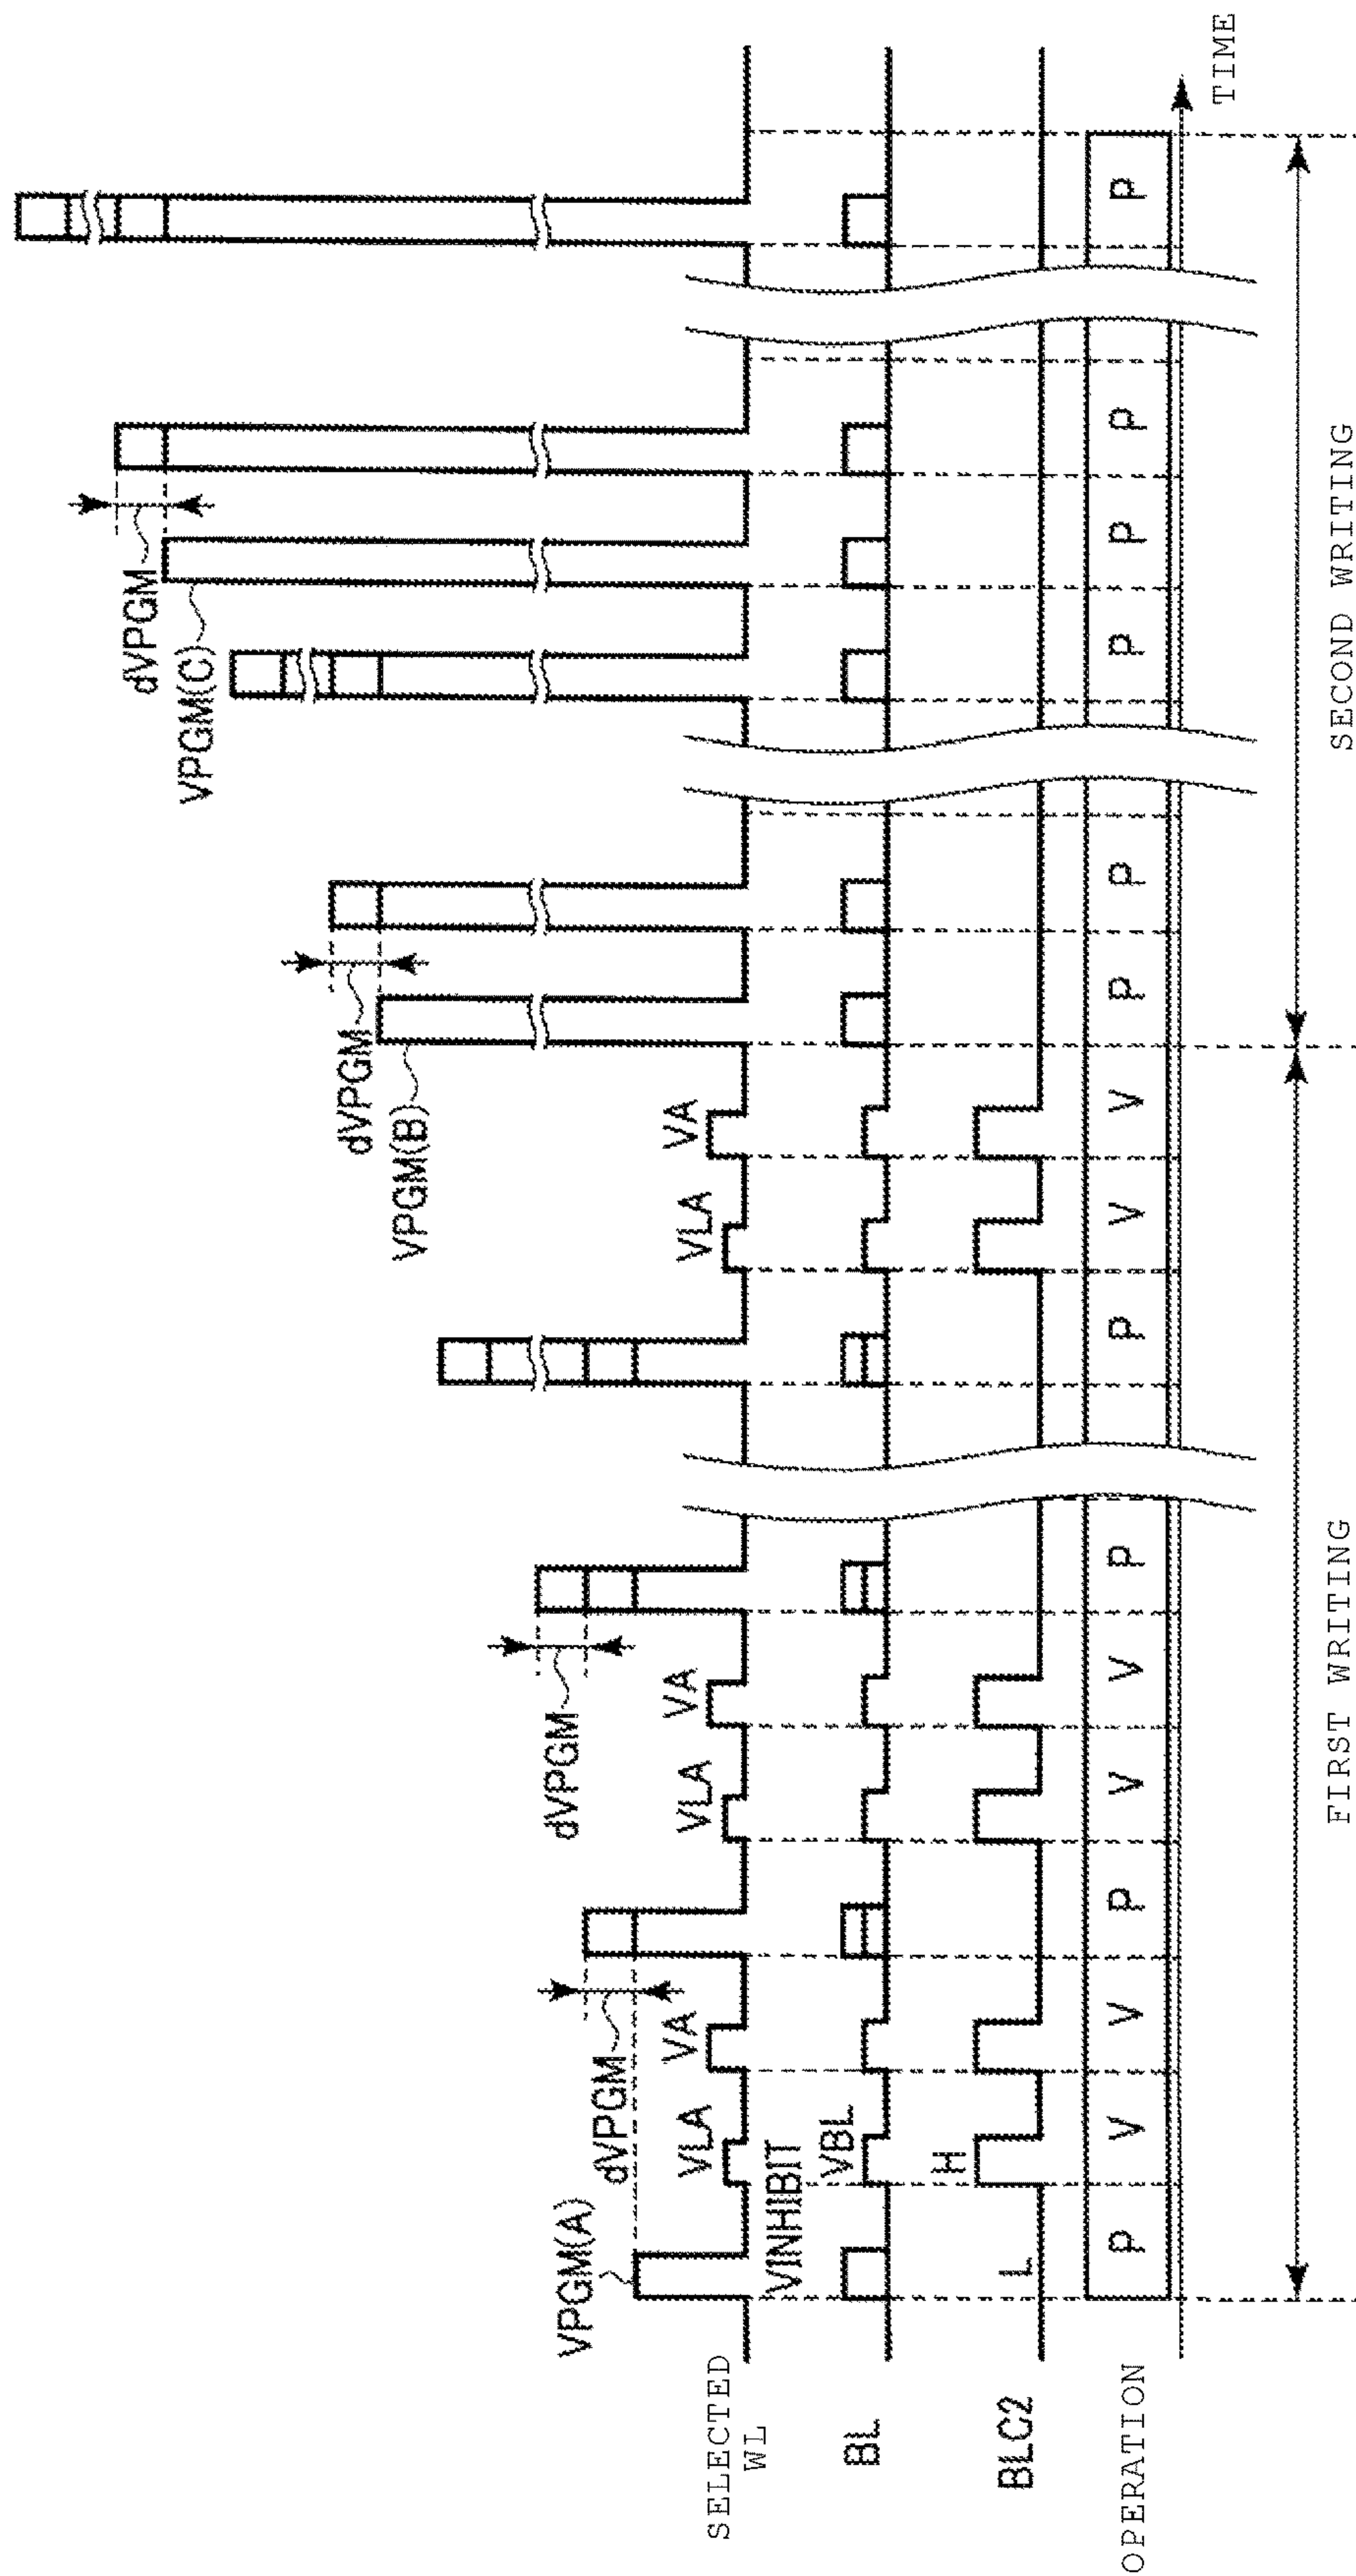 dVPGM
VPGM(C)
dVPGM
VPGM(B)
VPGM(A)
dVPGM
dVPGM
VLA VA VLA VA VLA VA
SELECTED
WL
VINHIBIT
BL
VBL
BLC2
L
H
OPERATION
P V V P V V P P V V P P P P P P
TIME
FIRST WRITING
SECOND WRITING